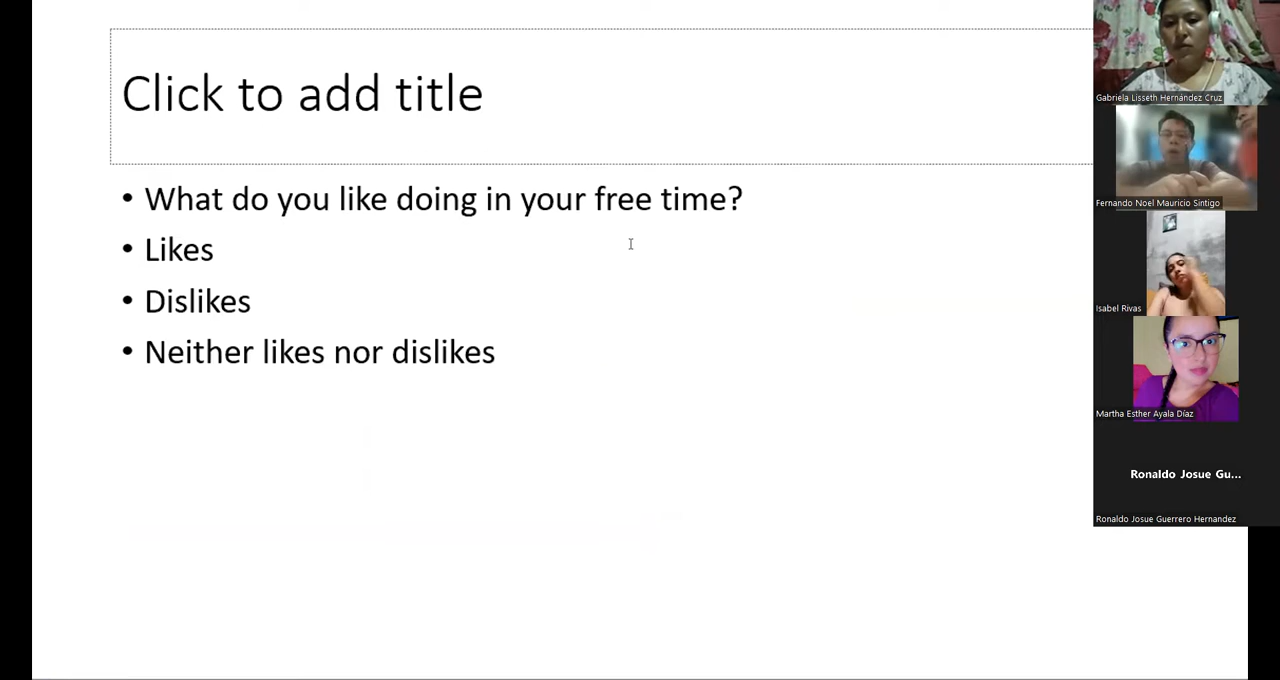 Click to add title
• What do you like doing in your free time?
• Likes
• Dislikes
• Neither likes nor dislikes
Gabriela Lisseth Hernández Cruz
Fernando Noel Mauricio Sintigo
Isabel Rivas
Martha Esther Ayala Díaz
Ronaldo Josue Gu...
Ronaldo Josue Guerrero Hernandez